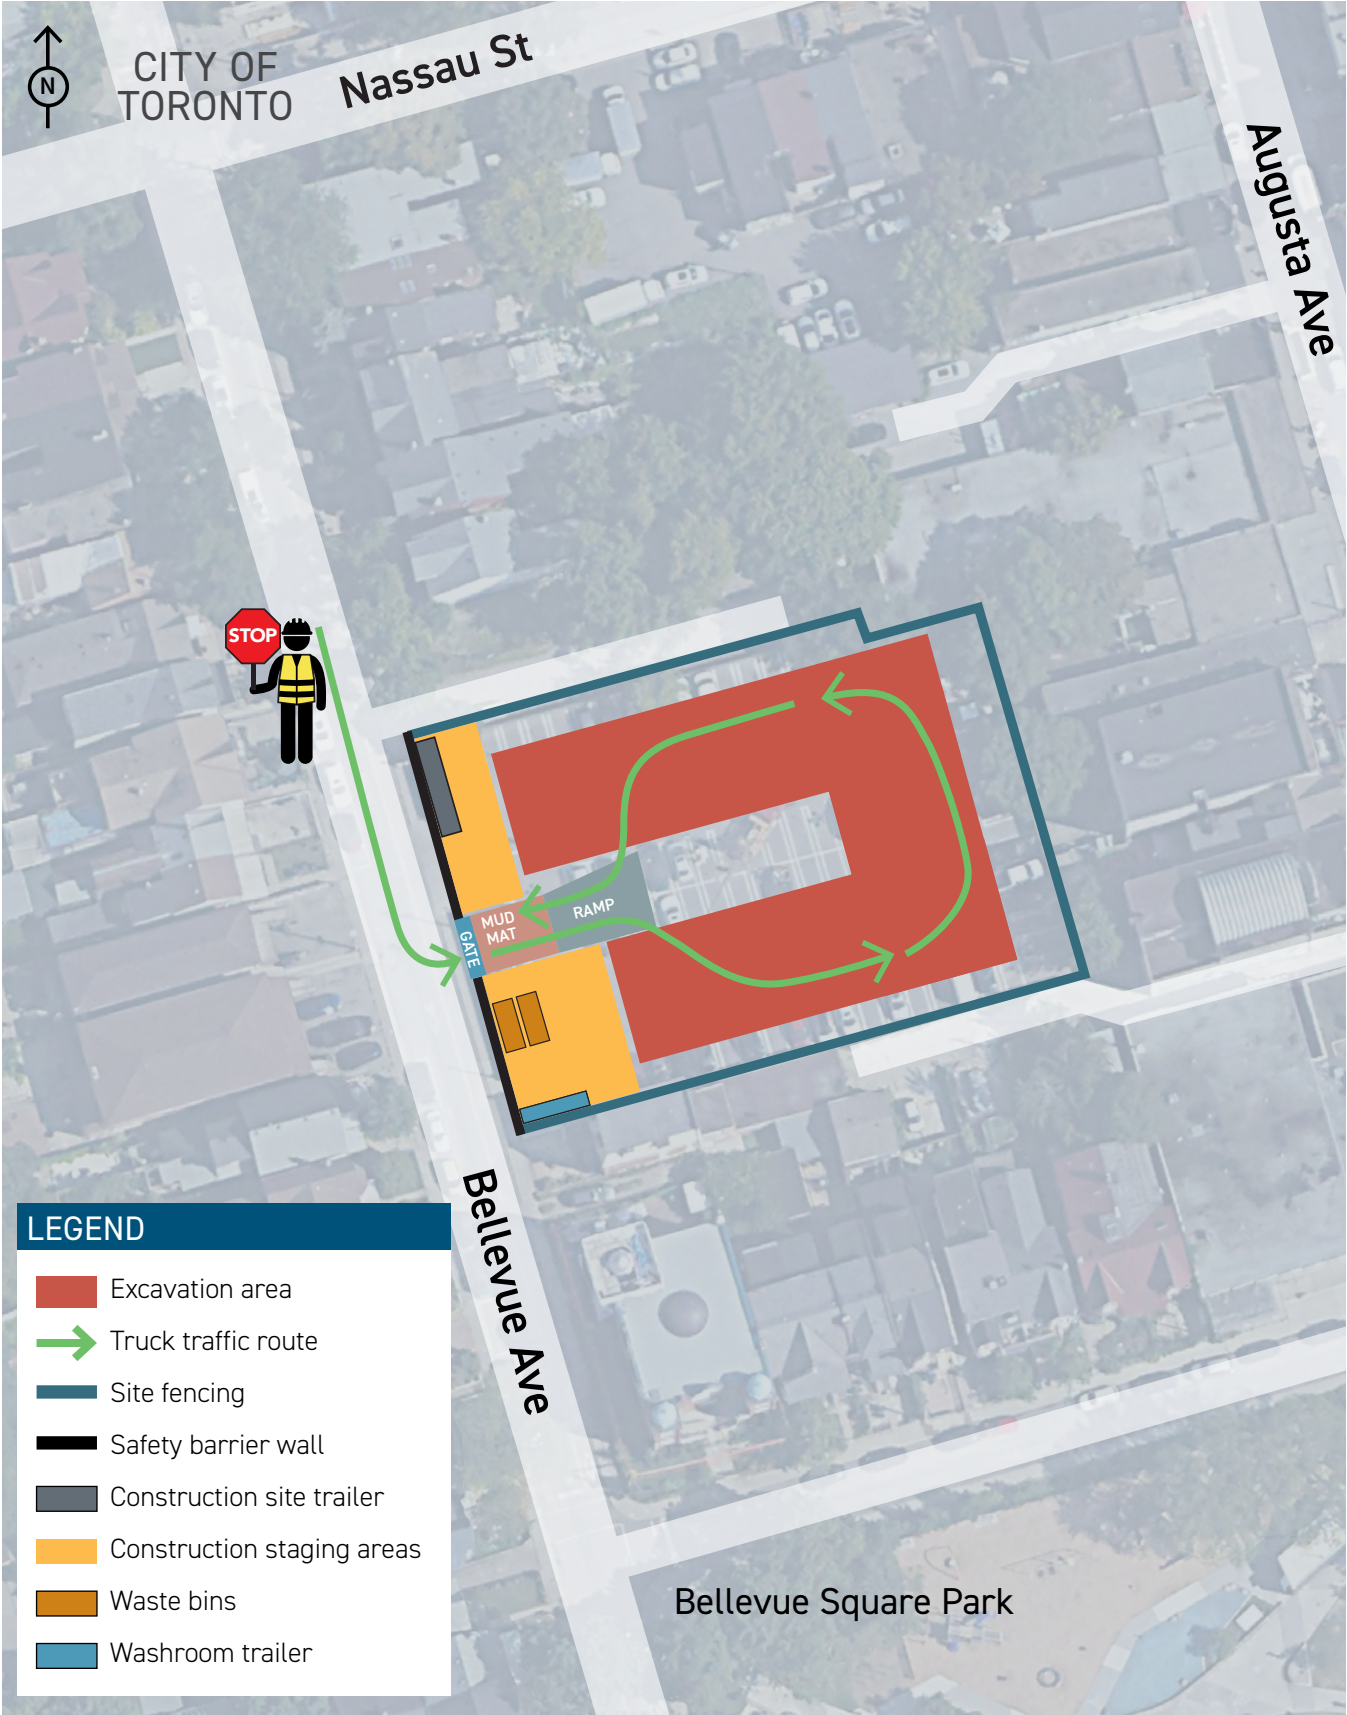 N
CITY OF
TORONTO
Nassau St
Augusta Ave
STOP
MUD
MAT
RAMP
GATE
Bellevue Ave
LEGEND
Excavation area
Truck traffic route
Site fencing
Safety barrier wall
Construction site trailer
Construction staging areas
Waste bins
Washroom trailer
Bellevue Square Park